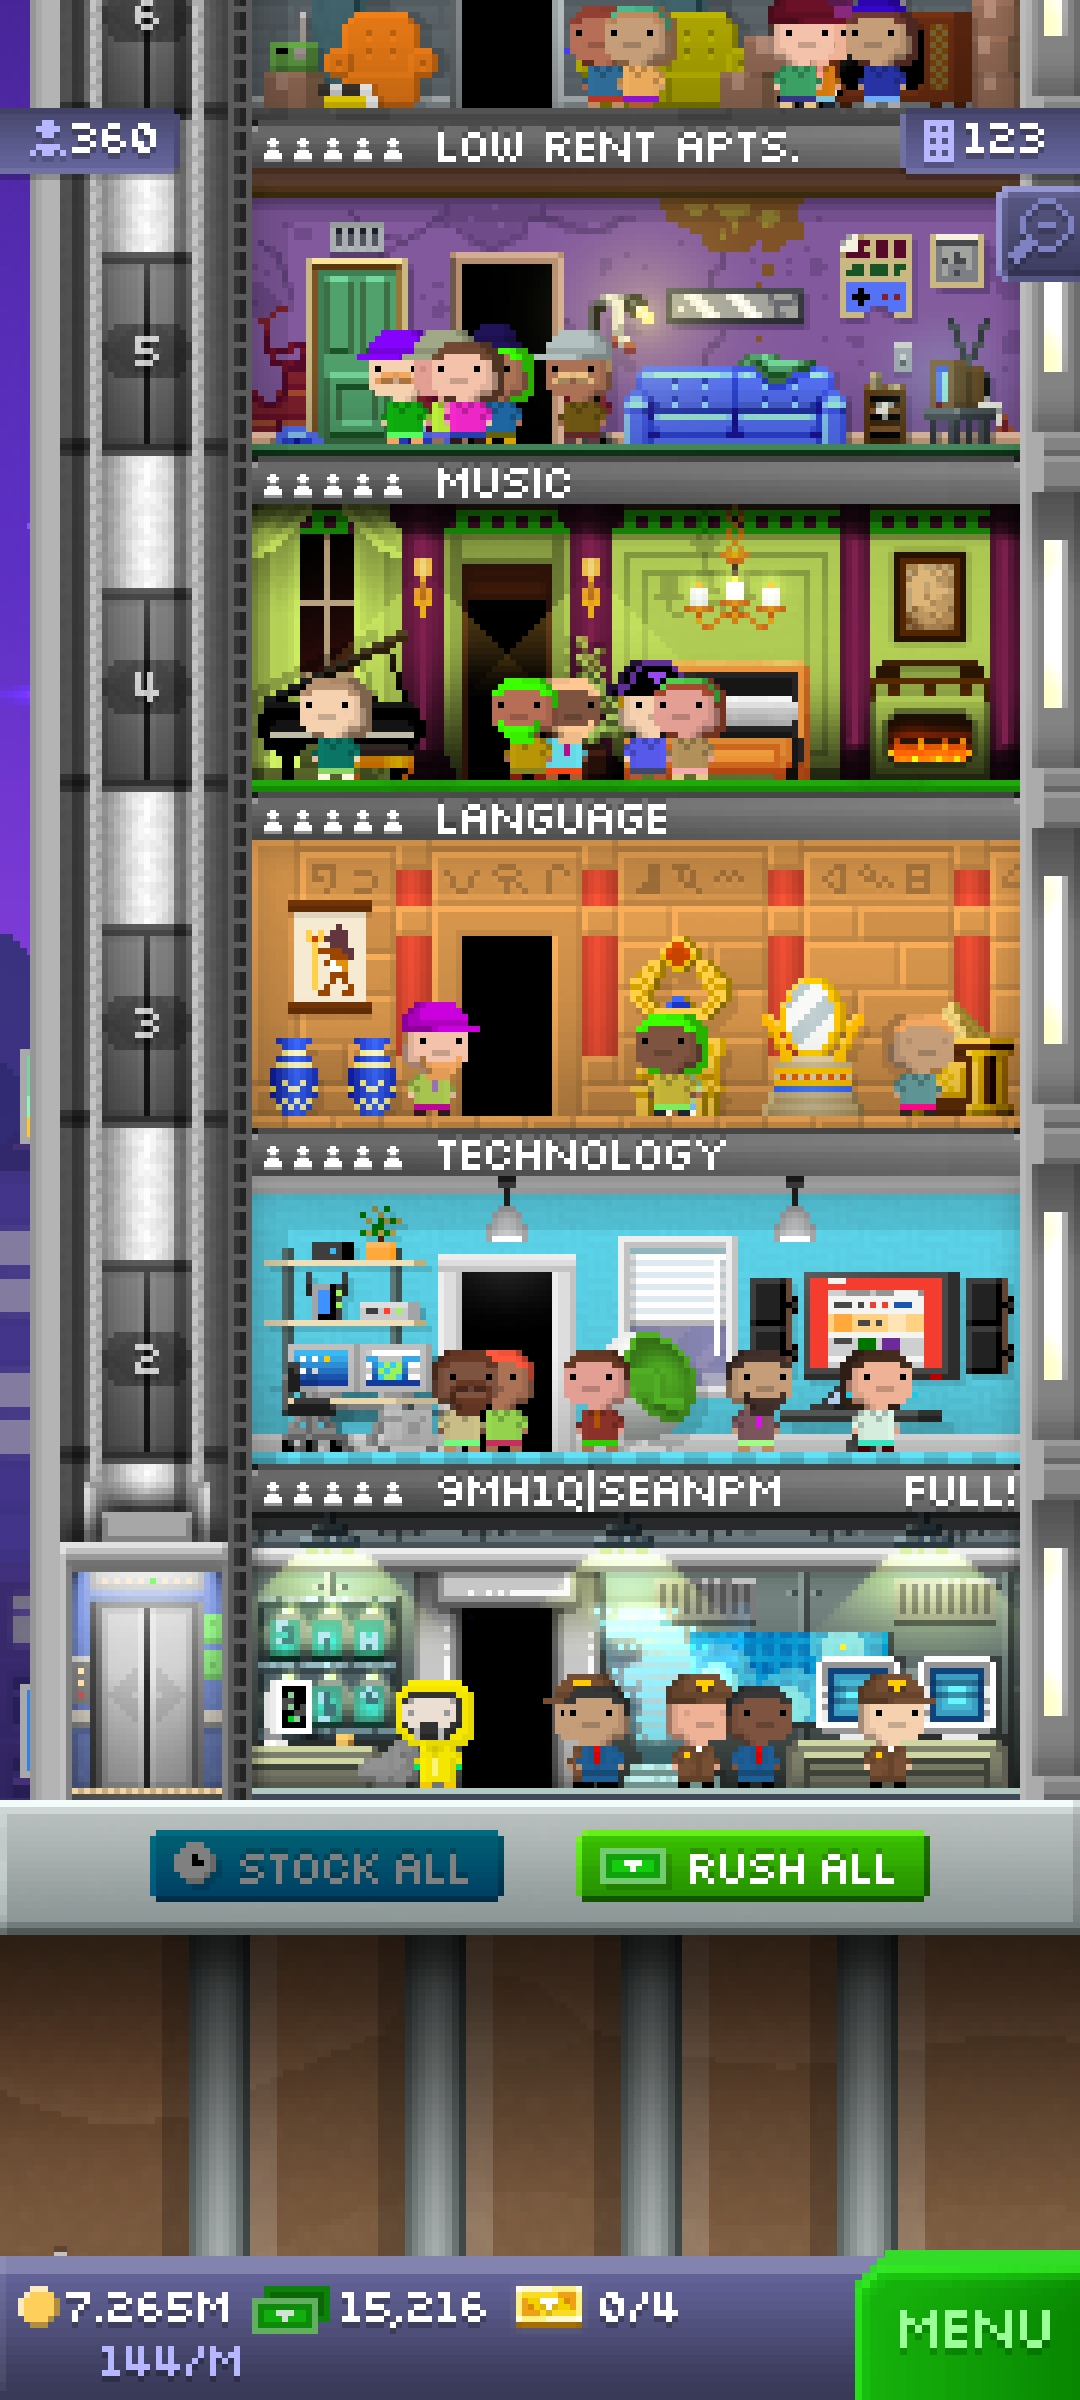 6
360
LOW RENT APTS.
123
5
MUSIC
4
LANGUAGE
3
TECHNOLOGY
2
9MH1Q|SEANPM FULL!
STOCK ALL
RUSH ALL
7.265M 15,216 0/4
144/M
MENU